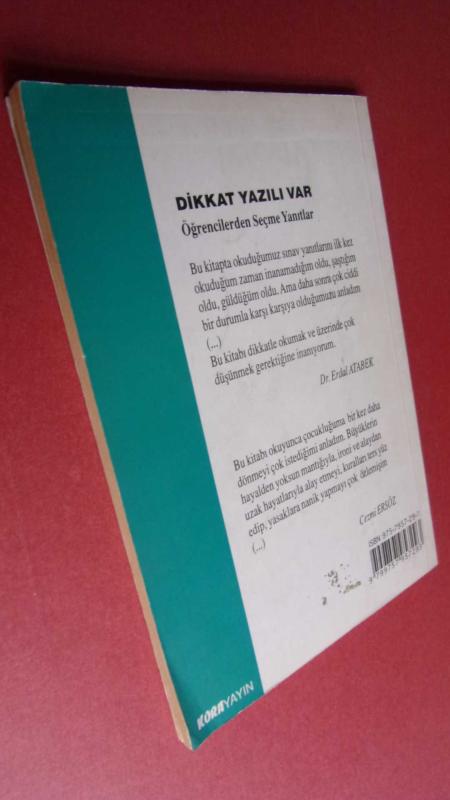 DİKKAT YAZILI VAR
Öğrencilerden Seçme Yanıtlar
Bu kitapta okuduğumuz sınav yanıtlarını ilk kez
okuduğum zaman inanamadığım oldu, şaştığım
oldu, güldüğüm oldu. Ama daha sonra çok ciddi
bir durumla karşı karşıya olduğumuzu anladım
(...)
Bu kitabı dikkatle okumak ve üzerinde çok
düşünmek gerektiğine inanıyorum.
Dr. Erdal ATABEK
Bu kitabı okuyunca çocukluğuma bir kez daha
dönmeyi çok istediğimi anladım. Büyüklerin
hayalden yoksun mantığıyla, ironi ve alaydan
uzak hayatlarıyla alay etmeyi, kuralları ters yüz
edip, yasaklara nanik yapmayı çok özlemişim
(...)
Cezmi ERSÖZ
ISBN 975-7957-29-
KORA YAYIN